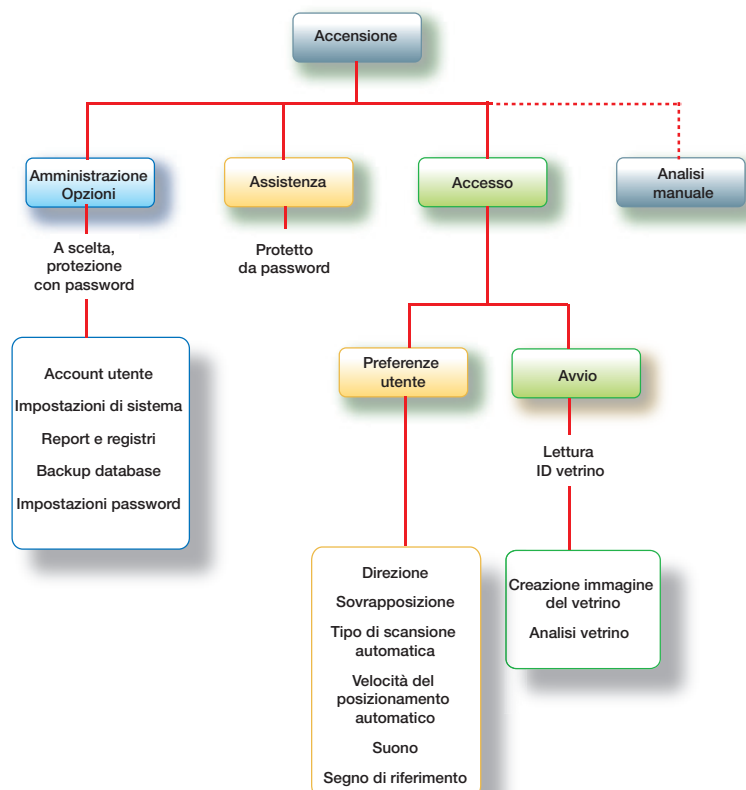 Accensione
Amministrazione
Opzioni
Assistenza
Accesso
Analisi
manuale
A scelta,
protezione
con password
Protetto
da password
Account utente
Impostazioni di sistema
Report e registri
Backup database
Impostazioni password
Preferenze
utente
Avvio
Lettura
ID vetrino
Direzione
Sovrapposizione
Tipo di scansione
automatica
Velocità del
posizionamento
automatico
Suono
Segno di riferimento
Creazione immagine
del vetrino
Analisi vetrino